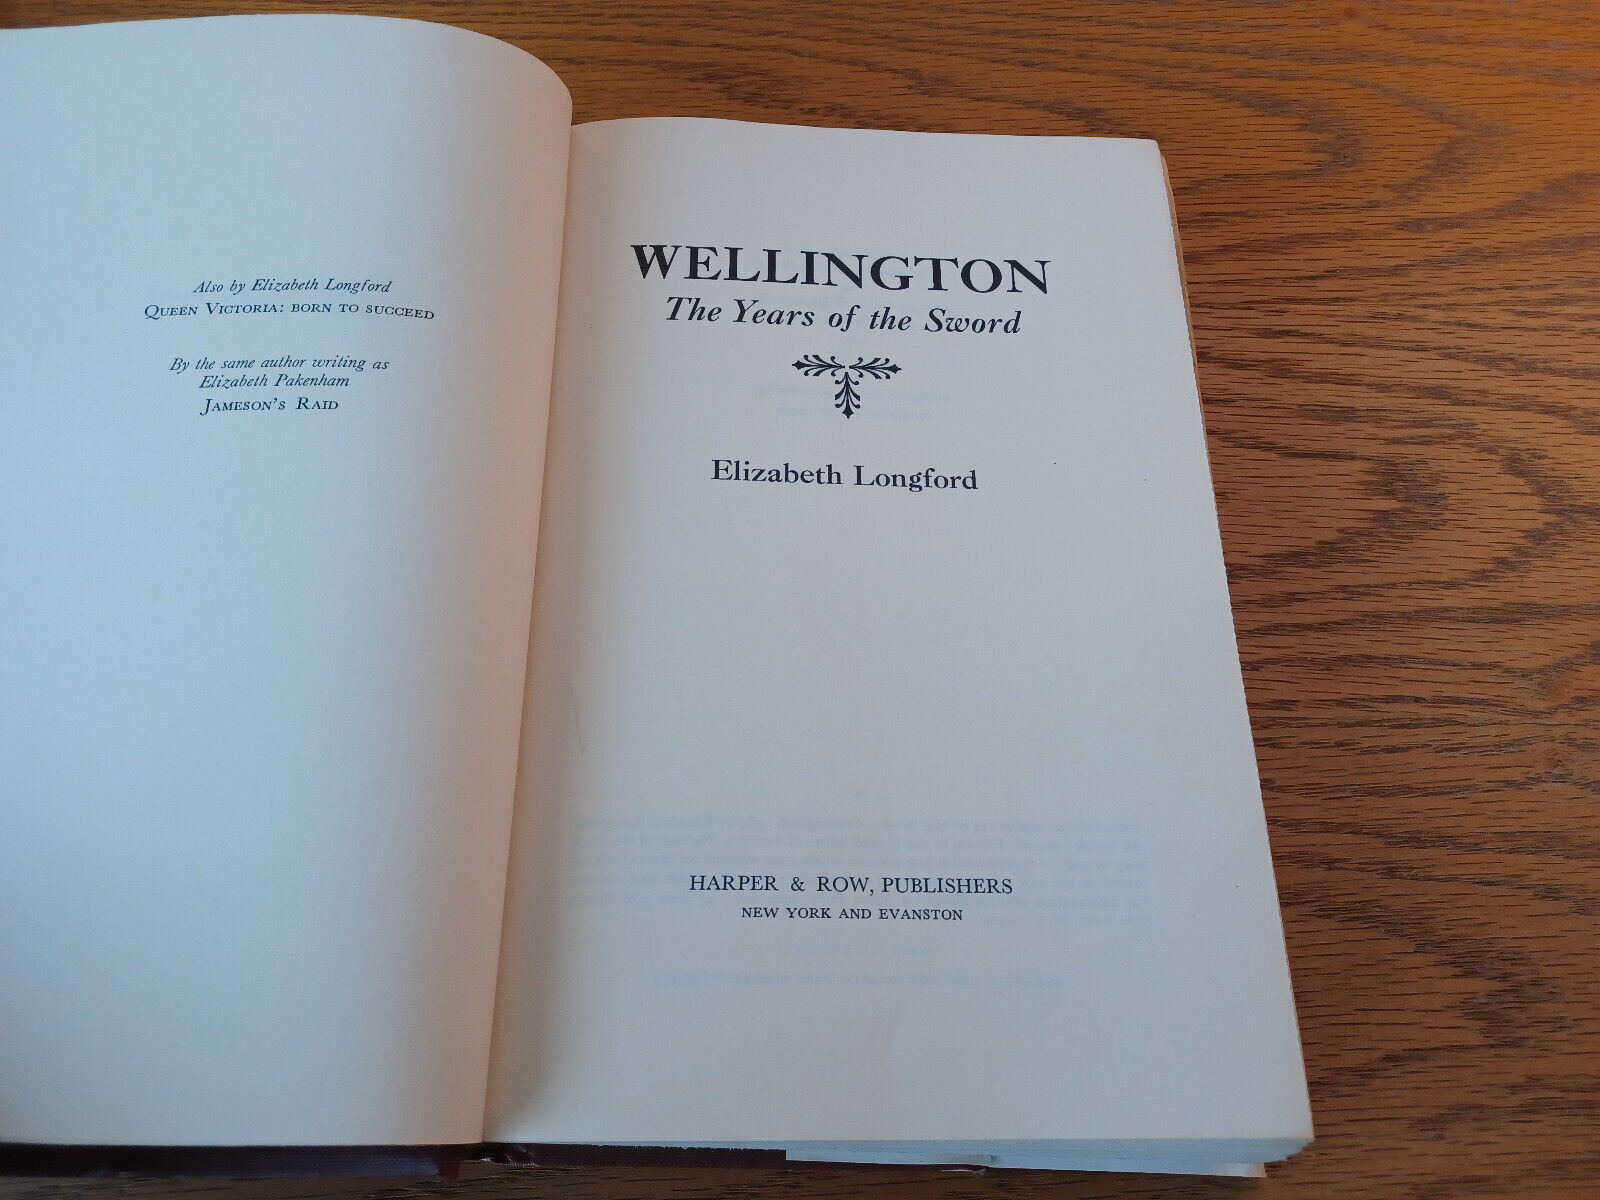 Also by Elizabeth Longford
QUEEN VICTORIA: BORN TO SUCCEED
By the same author writing as
Elizabeth Pakenham
JAMESON'S RAID
WELLINGTON
The Years of the Sword
Elizabeth Longford
HARPER & ROW, PUBLISHERS
NEW YORK AND EVANSTON